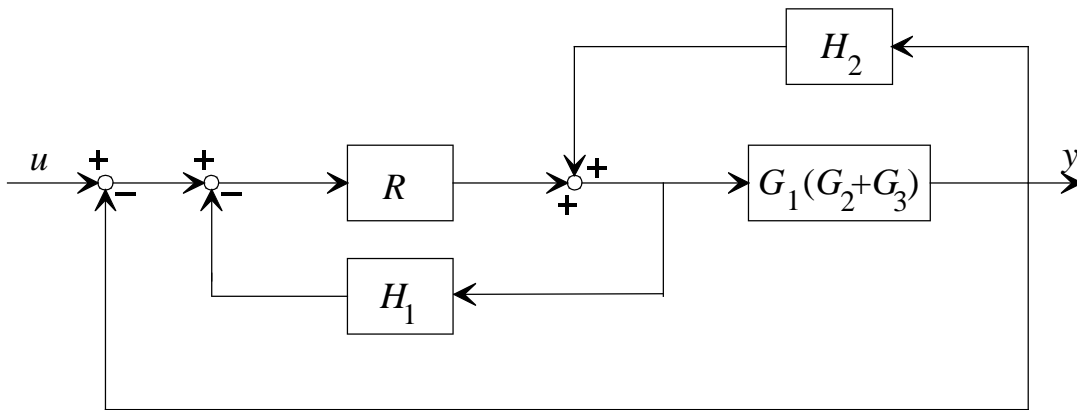 H₂
u
+
−
+
−
R
+
+
G₁(G₂+G₃)
y
H₁